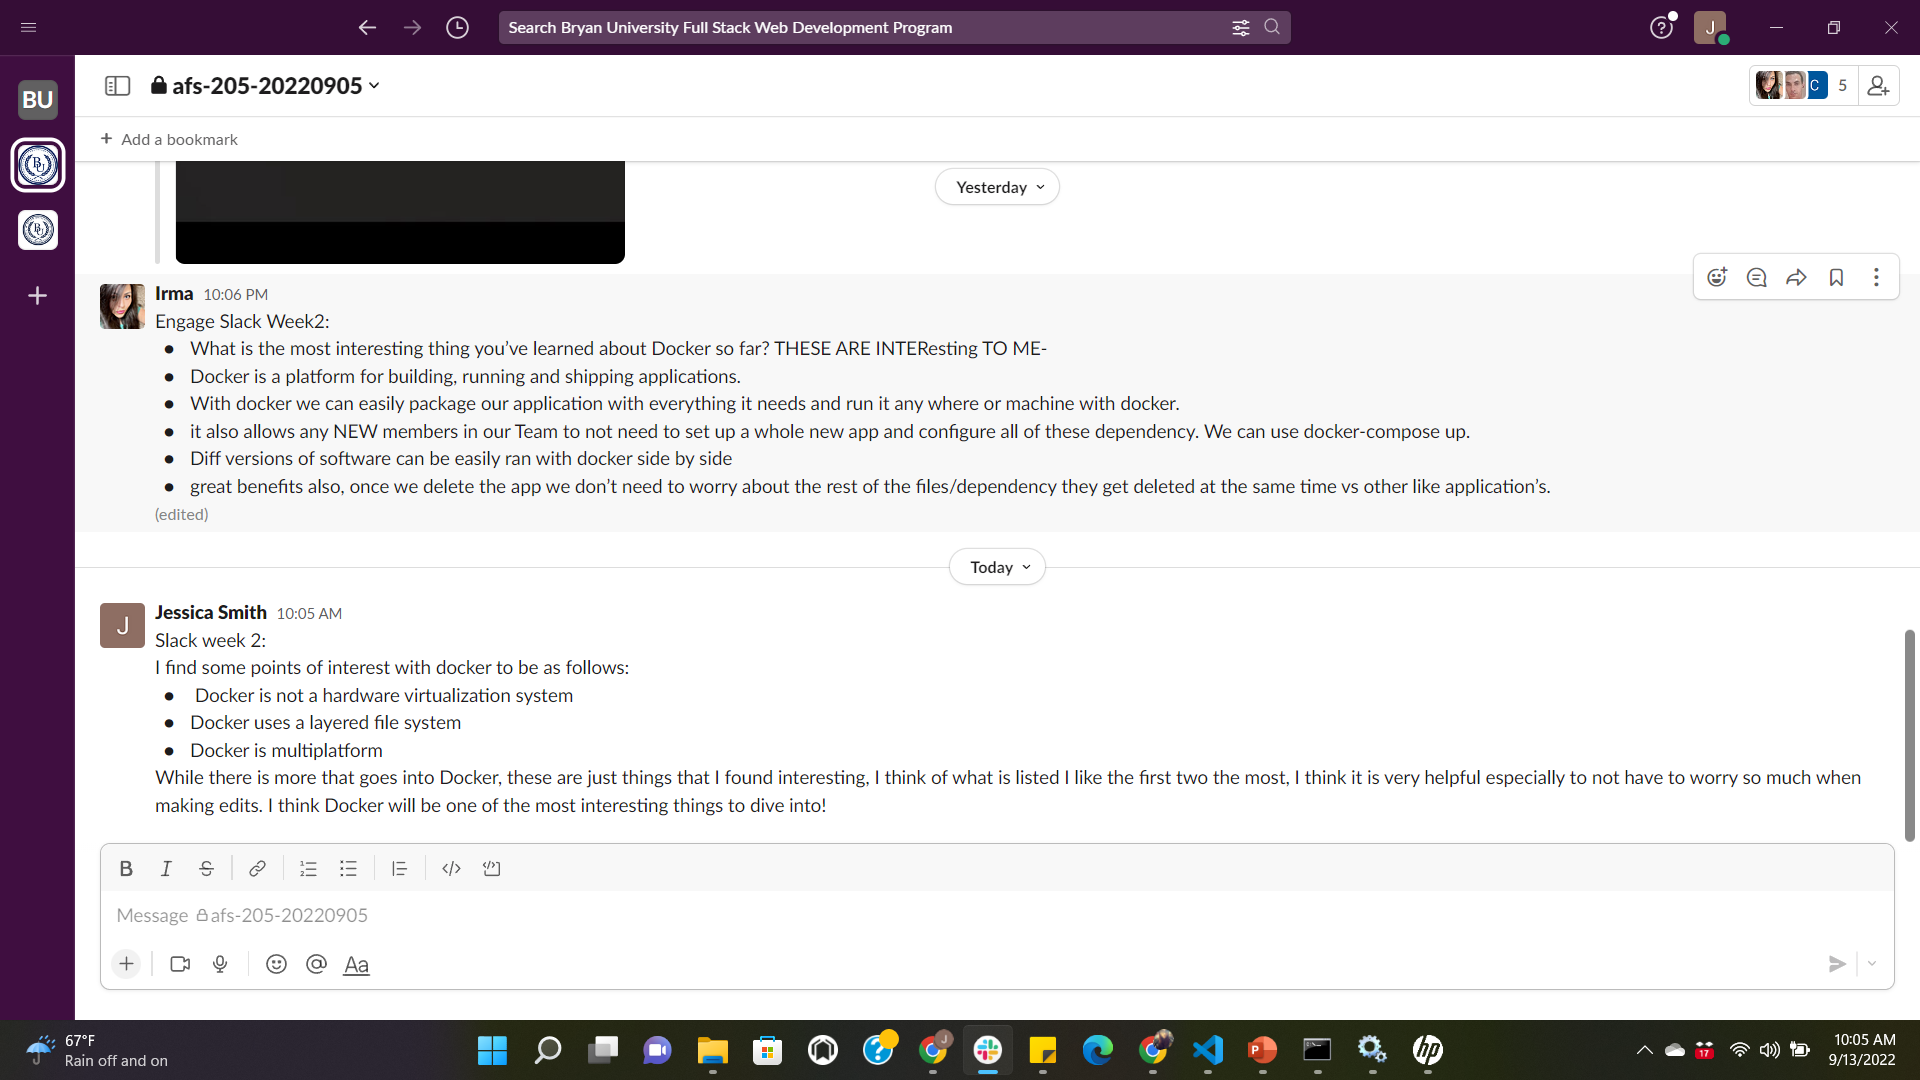 Search Bryan University Full Stack Web Development Program
J
BU
afs-205-20220905
C
5
Add a bookmark
Yesterday
Irma 10:06 PM
Engage Slack Week2:
What is the most interesting thing you’ve learned about Docker so far? THESE ARE INTEResting TO ME-
Docker is a platform for building, running and shipping applications.
With docker we can easily package our application with everything it needs and run it any where or machine with docker.
it also allows any NEW members in our Team to not need to set up a whole new app and configure all of these dependency. We can use docker-compose up.
Diff versions of software can be easily ran with docker side by side
great benefits also, once we delete the app we don’t need to worry about the rest of the files/dependency they get deleted at the same time vs other like application’s.
(edited)
Today
J
Jessica Smith 10:05 AM
Slack week 2:
I find some points of interest with docker to be as follows:
Docker is not a hardware virtualization system
Docker uses a layered file system
Docker is multiplatform
While there is more that goes into Docker, these are just things that I found interesting, I think of what is listed I like the first two the most, I think it is very helpful especially to not have to worry so much when
making edits. I think Docker will be one of the most interesting things to dive into!
Message afs-205-20220905
Aa
67°F
Rain off and on
17
10:05 AM
9/13/2022